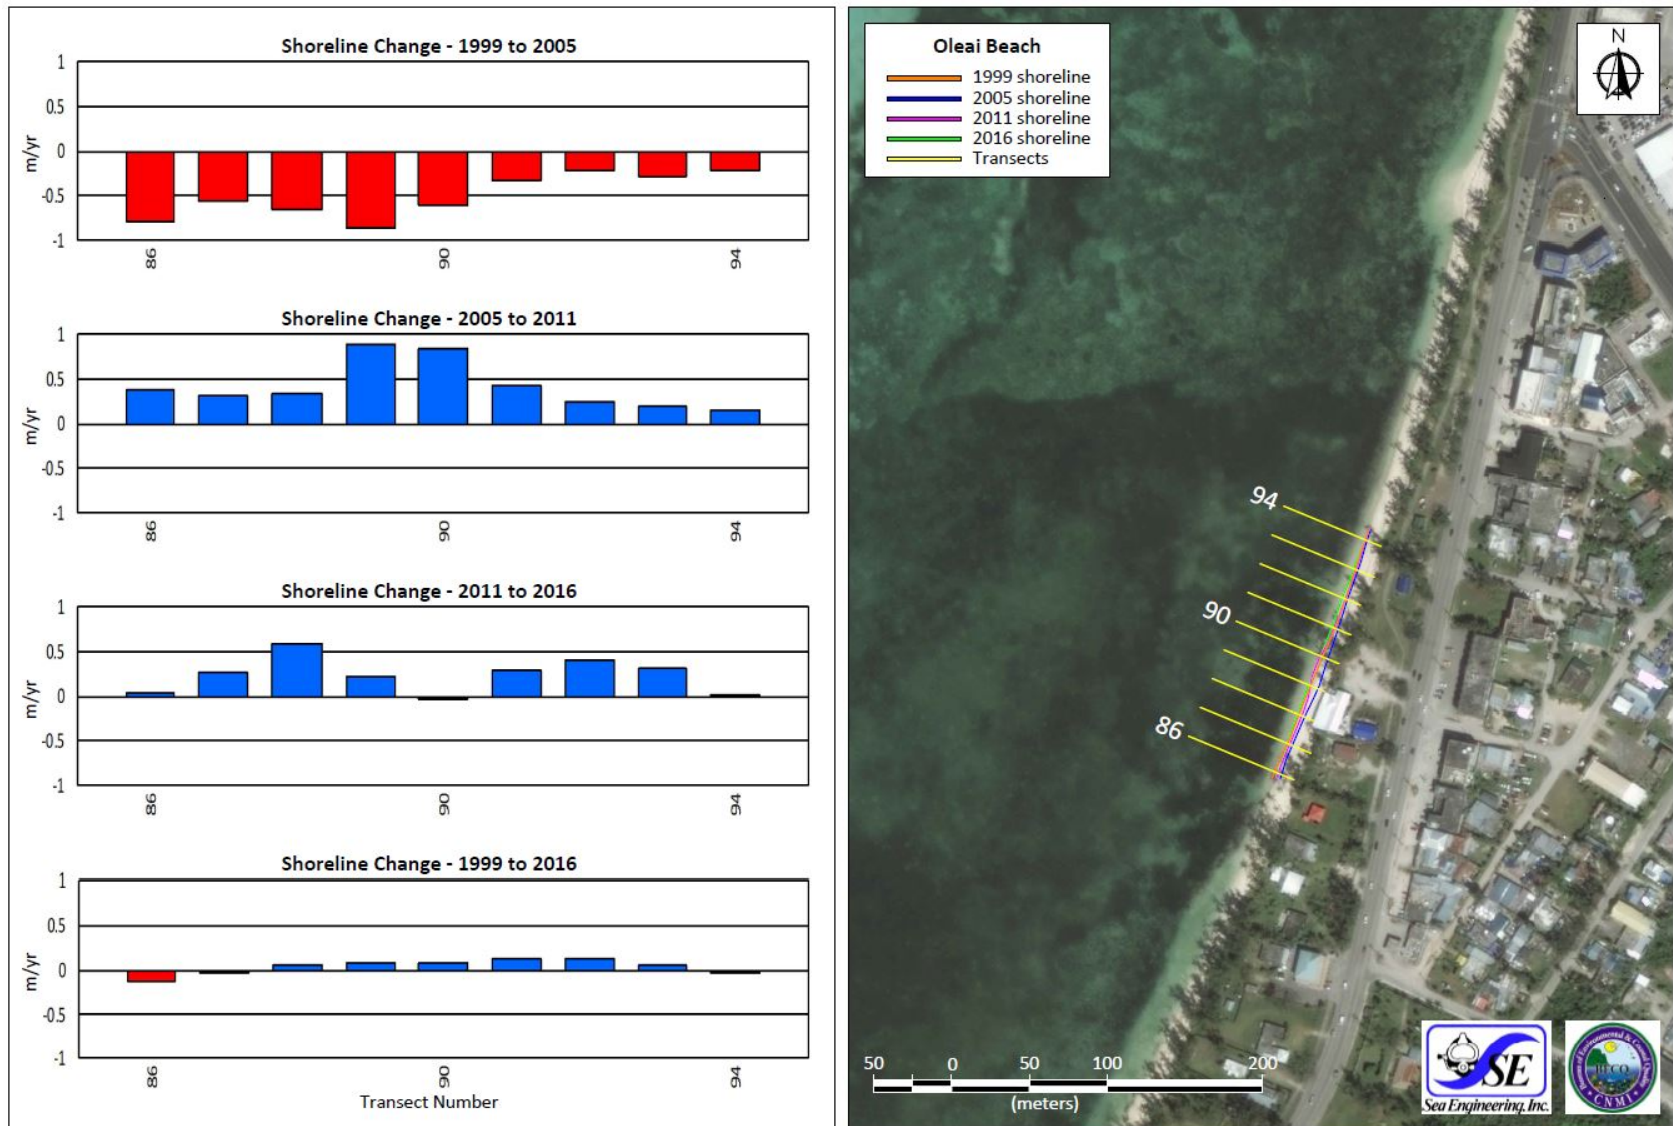 Shoreline Change - 1999 to 2005
1
0.5
0
-0.5
-1
m/yr
86
90
94
Shoreline Change - 2005 to 2011
1
0.5
0
-0.5
-1
m/yr
86
90
94
Shoreline Change - 2011 to 2016
1
0.5
0
-0.5
-1
m/yr
86
90
94
Shoreline Change - 1999 to 2016
1
0.5
0
-0.5
-1
m/yr
86
90
94
Transect Number
Oleai Beach
1999 shoreline
2005 shoreline
2011 shoreline
2016 shoreline
Transects
N
94
90
86
50 0 50 100 200
(meters)
SE
Sea Engineering, Inc.
CNMI